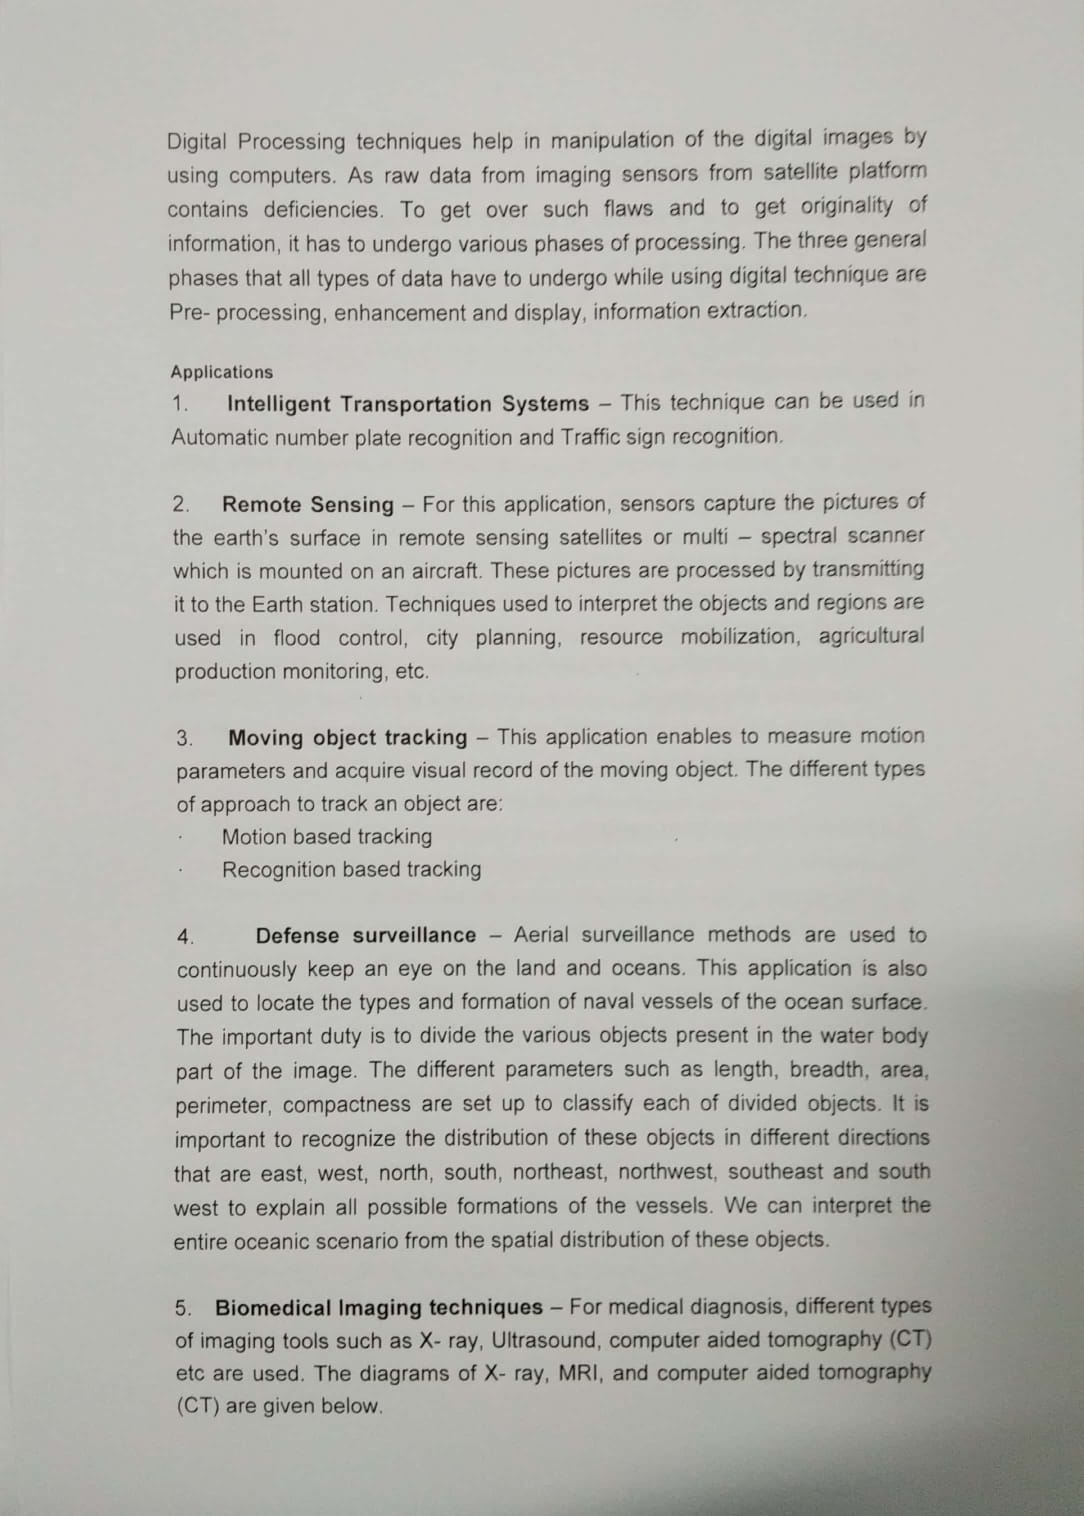 Digital Processing techniques help in manipulation of the digital images by
using computers. As raw data from imaging sensors from satellite platform
contains deficiencies. To get over such flaws and to get originality of
information, it has to undergo various phases of processing. The three general
phases that all types of data have to undergo while using digital technique are
Pre- processing, enhancement and display, information extraction.
Applications
1. Intelligent Transportation Systems – This technique can be used in
Automatic number plate recognition and Traffic sign recognition.
2. Remote Sensing – For this application, sensors capture the pictures of
the earth's surface in remote sensing satellites or multi – spectral scanner
which is mounted on an aircraft. These pictures are processed by transmitting
it to the Earth station. Techniques used to interpret the objects and regions are
used in flood control, city planning, resource mobilization, agricultural
production monitoring, etc.
3. Moving object tracking – This application enables to measure motion
parameters and acquire visual record of the moving object. The different types
of approach to track an object are:
· Motion based tracking
· Recognition based tracking
4. Defense surveillance – Aerial surveillance methods are used to
continuously keep an eye on the land and oceans. This application is also
used to locate the types and formation of naval vessels of the ocean surface.
The important duty is to divide the various objects present in the water body
part of the image. The different parameters such as length, breadth, area,
perimeter, compactness are set up to classify each of divided objects. It is
important to recognize the distribution of these objects in different directions
that are east, west, north, south, northeast, northwest, southeast and south
west to explain all possible formations of the vessels. We can interpret the
entire oceanic scenario from the spatial distribution of these objects.
5. Biomedical Imaging techniques – For medical diagnosis, different types
of imaging tools such as X- ray, Ultrasound, computer aided tomography (CT)
etc are used. The diagrams of X- ray, MRI, and computer aided tomography
(CT) are given below.